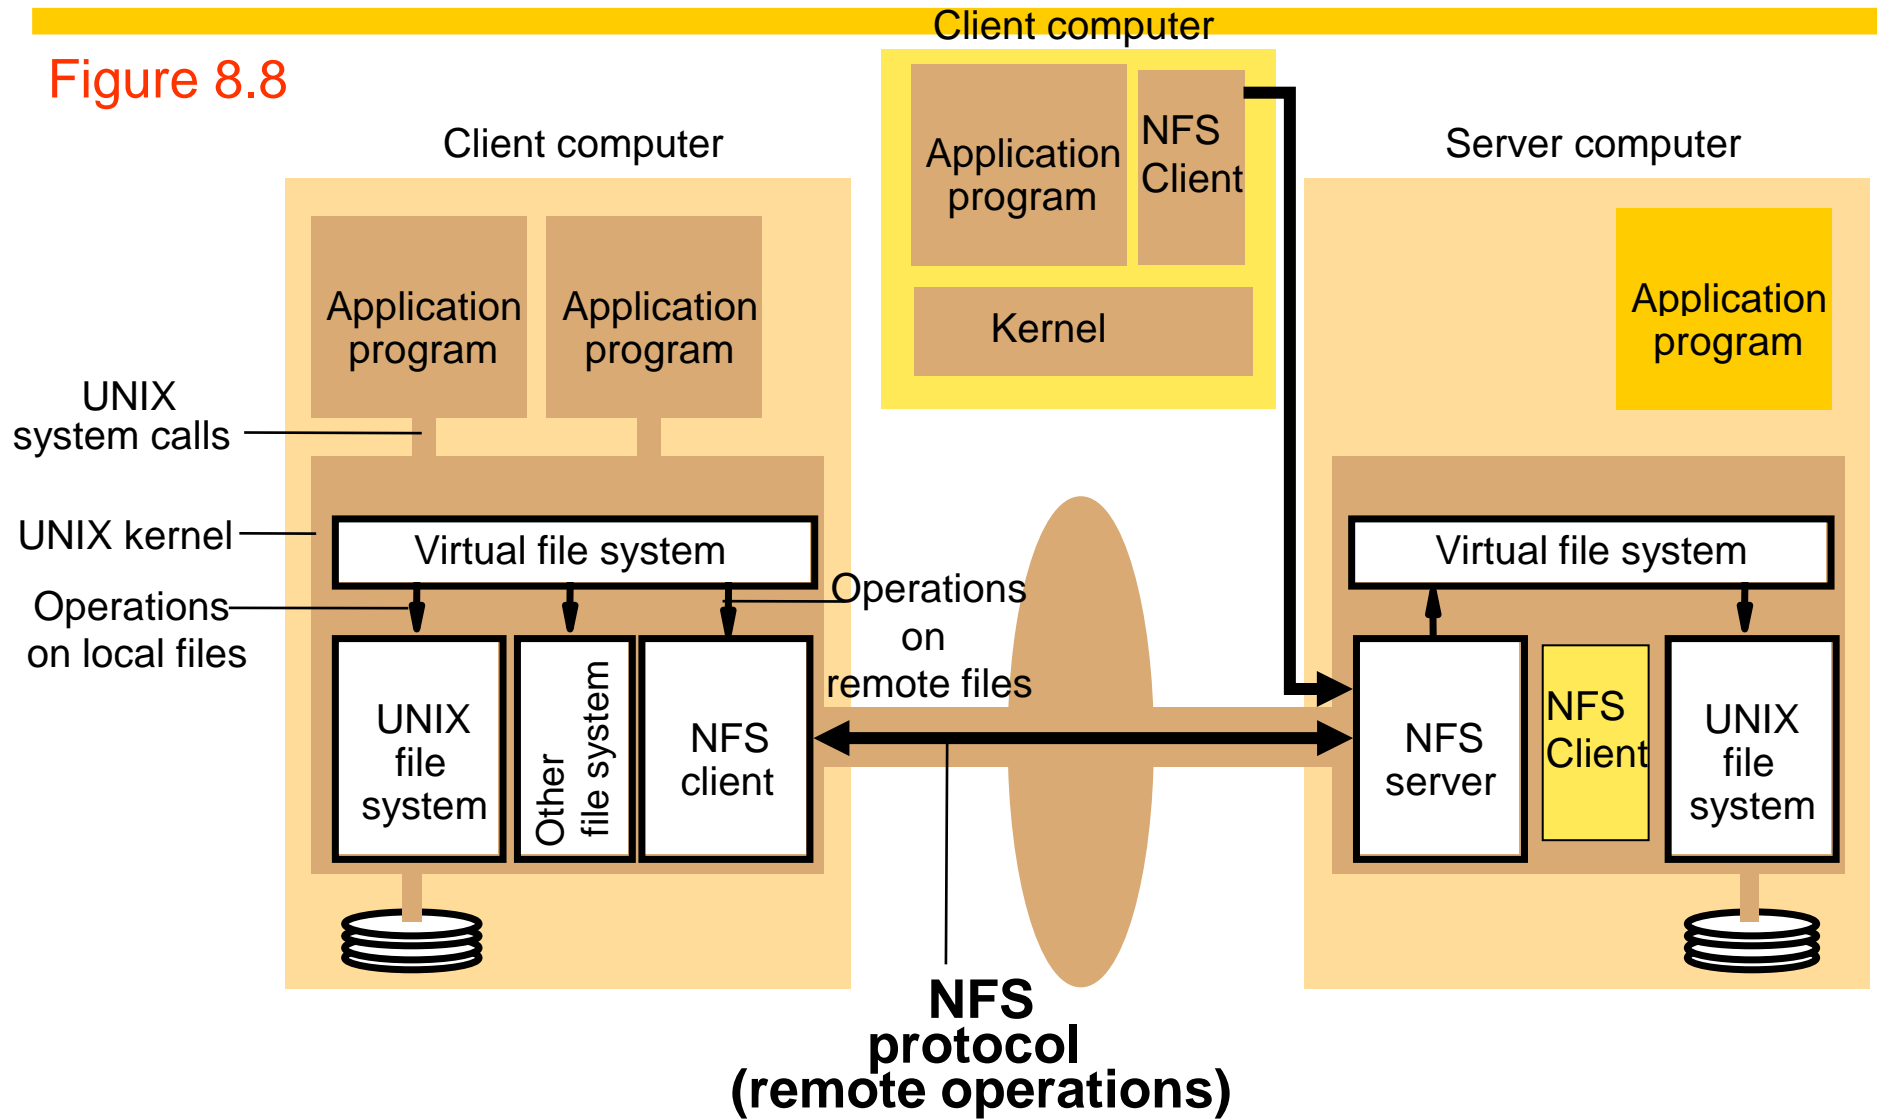 Client computer
Figure 8.8
Client computer
Server computer
Application
program
NFS
Client
Kernel
Application
program
Application
program
Application
program
UNIX
system calls
UNIX kernel
Virtual file system
Virtual file system
Operations
on local files
Operations
on
remote files
UNIX
file
system
Other
file system
NFS
client
NFS
server
NFS
Client
UNIX
file
system
NFS
protocol
(remote operations)